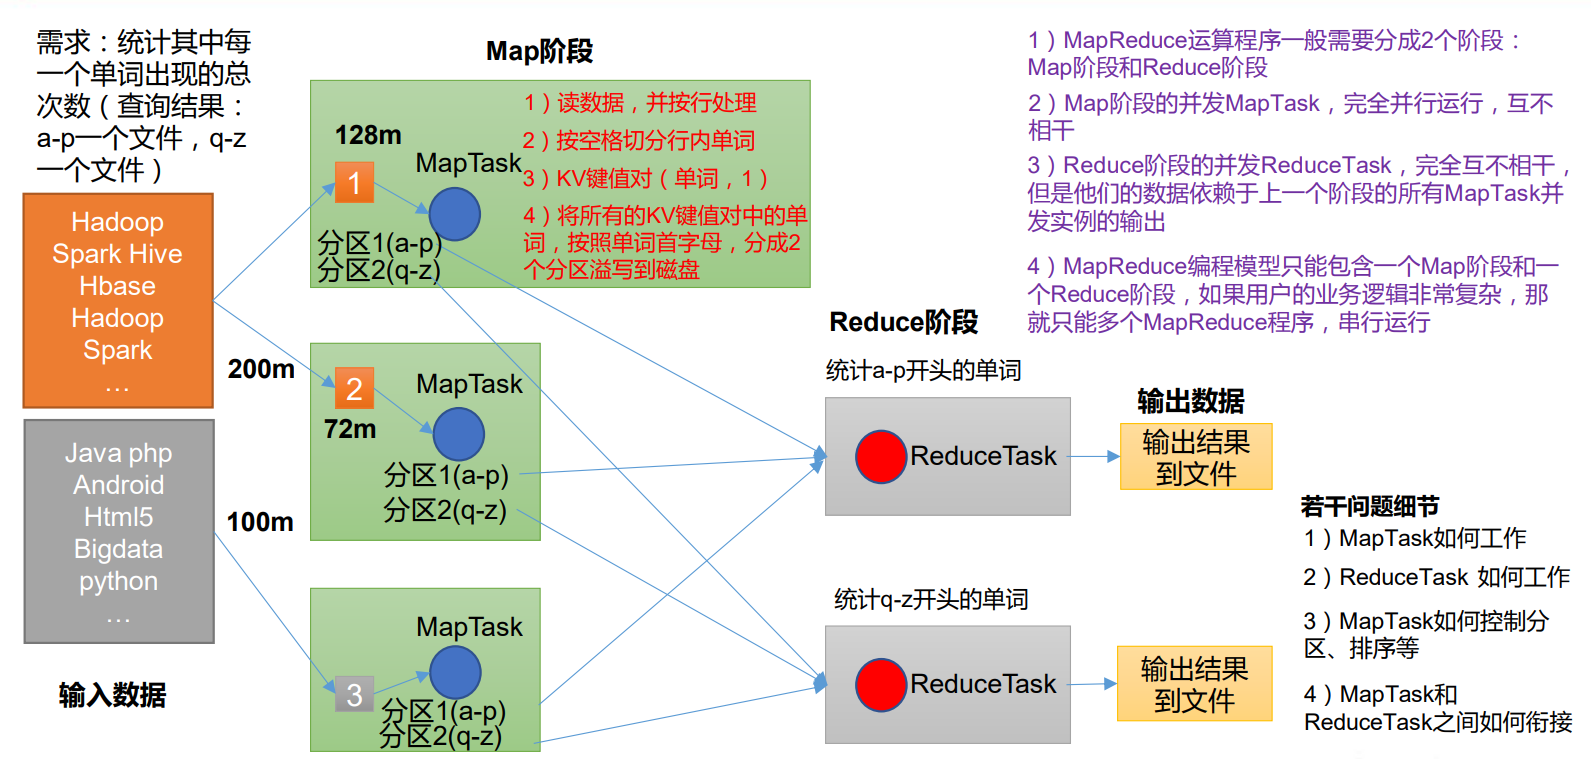 需求：统计其中每
一个单词出现的总
次数（查询结果：
a-p一个文件，q-z
一个文件）
Hadoop
Spark Hive
Hbase
Hadoop
Spark
…
Java php
Android
Html5
Bigdata
python
…
输入数据
200m
100m
Map阶段
128m
1
MapTask
分区1(a-p)
分区2(q-z)
1）读数据，并按行处理
2）按空格切分行内单词
3）KV键值对（单词，1）
4）将所有的KV键值对中的单
词，按照单词首字母，分成2
个分区溢写到磁盘
2
72m
MapTask
分区1(a-p)
分区2(q-z)
3
MapTask
分区1(a-p)
分区2(q-z)
Reduce阶段
统计a-p开头的单词
ReduceTask
统计q-z开头的单词
ReduceTask
输出数据
输出结果
到文件
输出结果
到文件
1）MapReduce运算程序一般需要分成2个阶段：
Map阶段和Reduce阶段
2）Map阶段的并发MapTask，完全并行运行，互不
相干
3）Reduce阶段的并发ReduceTask，完全互不相干，
但是他们的数据依赖于上一个阶段的所有MapTask并
发实例的输出
4）MapReduce编程模型只能包含一个Map阶段和一
个Reduce阶段，如果用户的业务逻辑非常复杂，那
就只能多个MapReduce程序，串行运行
若干问题细节
1）MapTask如何工作
2）ReduceTask 如何工作
3）MapTask如何控制分
区、排序等
4）MapTask和
ReduceTask之间如何衔接